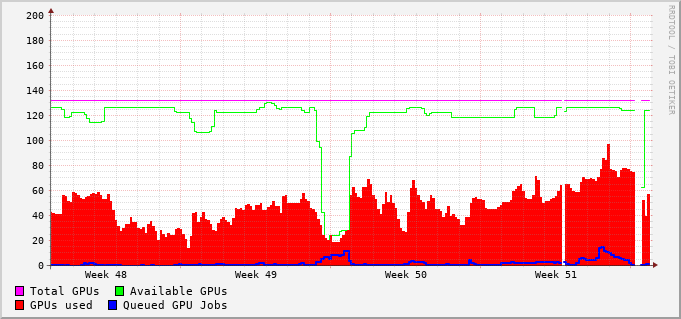 200
180
160
140
120
100
80
60
40
20
0
Week 48 Week 49 Week 50 Week 51
Total GPUs Available GPUs
GPUs used Queued GPU Jobs
RRDTOOL / TOBI OETIKER